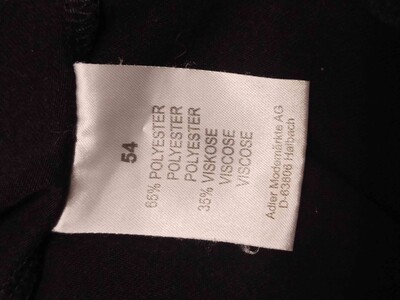 54
65% POLYESTER
POLYESTER
POLYESTER
35% VISKOSE
VISCOSE
VISCOSE
Adler Modemärkte AG
D-63808 Haibach